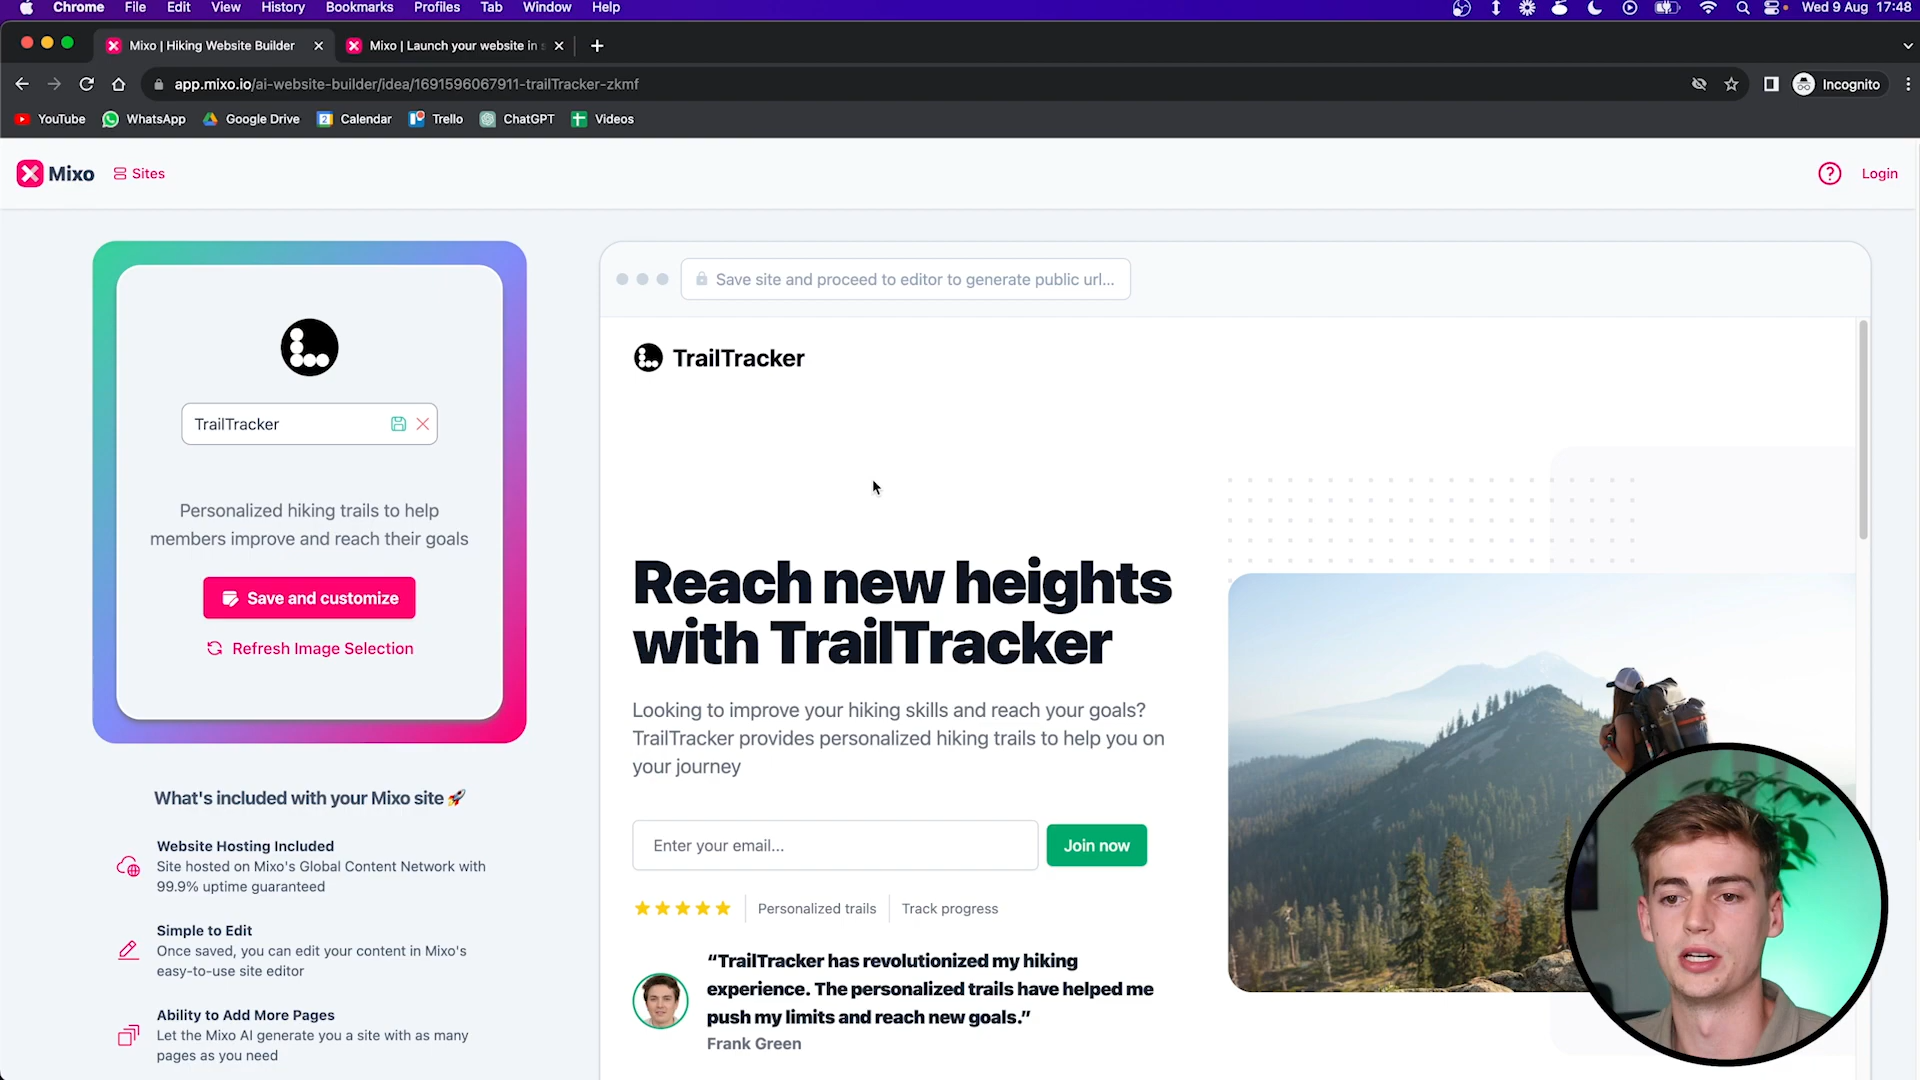 Chrome File Edit View History Bookmarks Profiles Tab Window Help Wed 9 Aug 17:48
Mixo | Hiking Website Builder
Mixo | Launch your website in
app.mixo.io/ai-website-builder/idea/1691596067911-trailTracker-zkmf
Incognito
YouTube WhatsApp Google Drive Calendar Trello ChatGPT Videos
Mixo Sites
Login
TrailTracker
Personalized hiking trails to help
members improve and reach their goals
Save and customize
Refresh Image Selection
What's included with your Mixo site 🚀
Website Hosting Included
Site hosted on Mixo's Global Content Network with
99.9% uptime guaranteed
Simple to Edit
Once saved, you can edit your content in Mixo's
easy-to-use site editor
Ability to Add More Pages
Let the Mixo AI generate you a site with as many
pages as you need
Save site and proceed to editor to generate public url...
TrailTracker
Reach new heights
with TrailTracker
Looking to improve your hiking skills and reach your goals?
TrailTracker provides personalized hiking trails to help you on
your journey
Enter your email...
Join now
Personalized trails
Track progress
“TrailTracker has revolutionized my hiking
experience. The personalized trails have helped me
push my limits and reach new goals.”
Frank Green